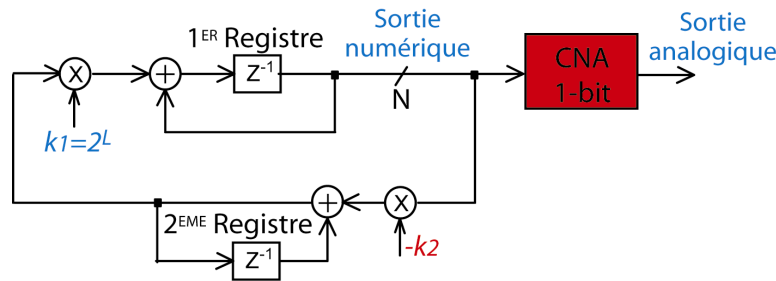 1ER Registre
Z-1
Sortie
numérique
N
CNA
1-bit
Sortie
analogique
X
+
k1=2L
+
X
-k2
2EME Registre
Z-1